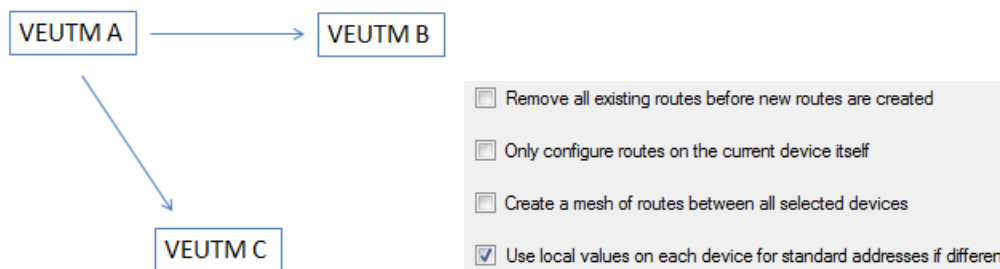 VEUTM A
VEUTM B
Remove all existing routes before new routes are created
Only configure routes on the current device itself
Create a mesh of routes between all selected devices
VEUTM C
Use local values on each device for standard addresses if differen